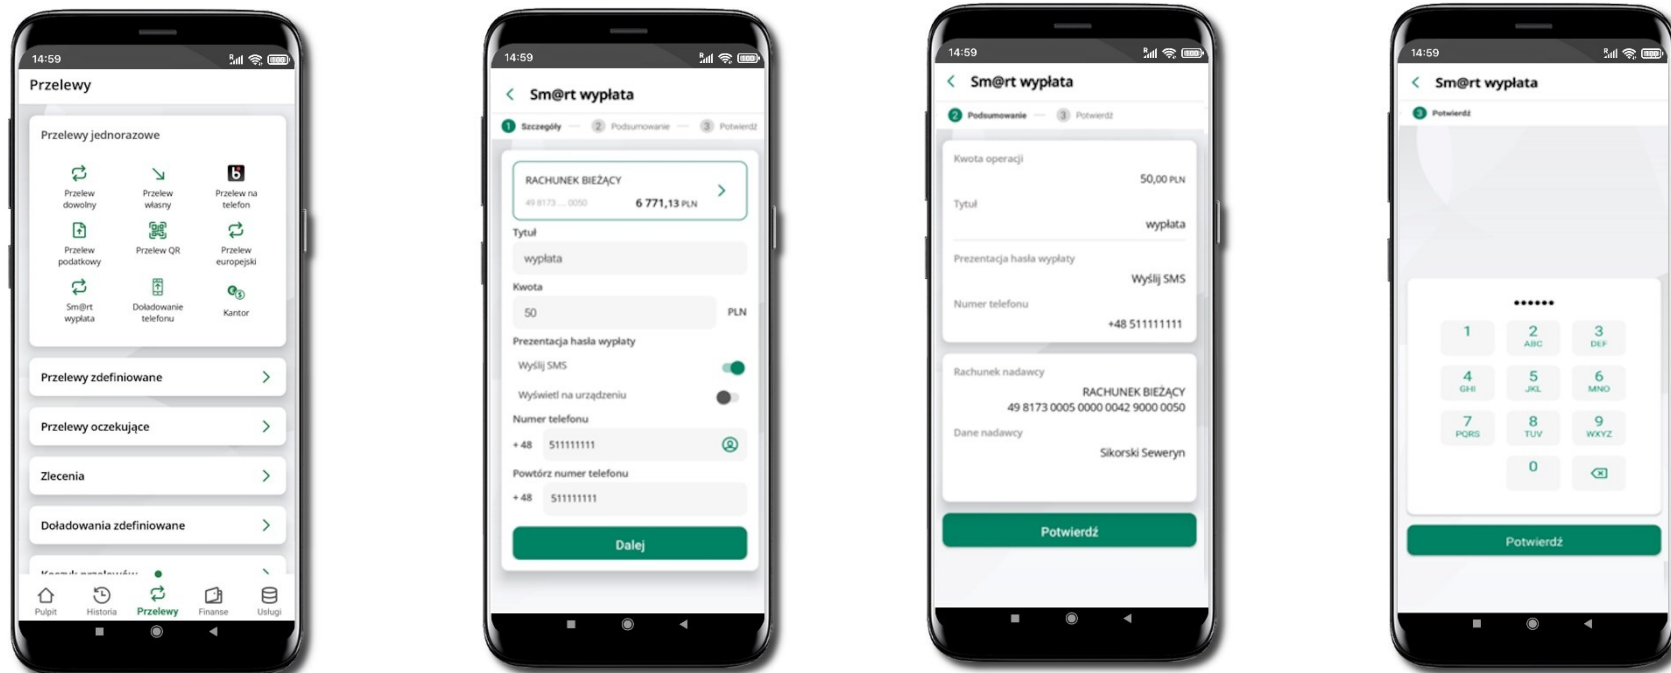 14:59
Przelewy
Przelewy jednorazowe
Przelew dowolny
Przelew własny
Przelew na telefon
Przelew podatkowy
Przelew QR
Przelew europejski
Sm@rt wypłata
Doładowanie telefonu
Kantor
Przelewy zdefiniowane
Przelewy oczekujące
Zlecenia
Doładowania zdefiniowane
Pulpit
Historia
Przelewy
Finanse
Usługi
14:59
Sm@rt wypłata
1 Szczegóły 2 Podsumowanie 3 Potwierdź
RACHUNEK BIEŻĄCY
49 8173 ... 0050 6 771,13 PLN
Tytuł
wypłata
Kwota
50 PLN
Prezentacja hasła wypłaty
Wyślij SMS
Wyświetl na urządzeniu
Numer telefonu
+ 48 511111111
Powtórz numer telefonu
+ 48 511111111
Dalej
14:59
Sm@rt wypłata
2 Podsumowanie 3 Potwierdź
Kwota operacji
50,00 PLN
Tytuł
wypłata
Prezentacja hasła wypłaty
Wyślij SMS
Numer telefonu
+48 511111111
Rachunek nadawcy
RACHUNEK BIEŻĄCY
49 8173 0005 0000 0042 9000 0050
Dane nadawcy
Sikorski Seweryn
Potwierdź
14:59
Sm@rt wypłata
3 Potwierdź
1 2 3
ABC DEF
4 5 6
GHI JKL MNO
7 8 9
PQRS TUV WXYZ
0
Potwierdź